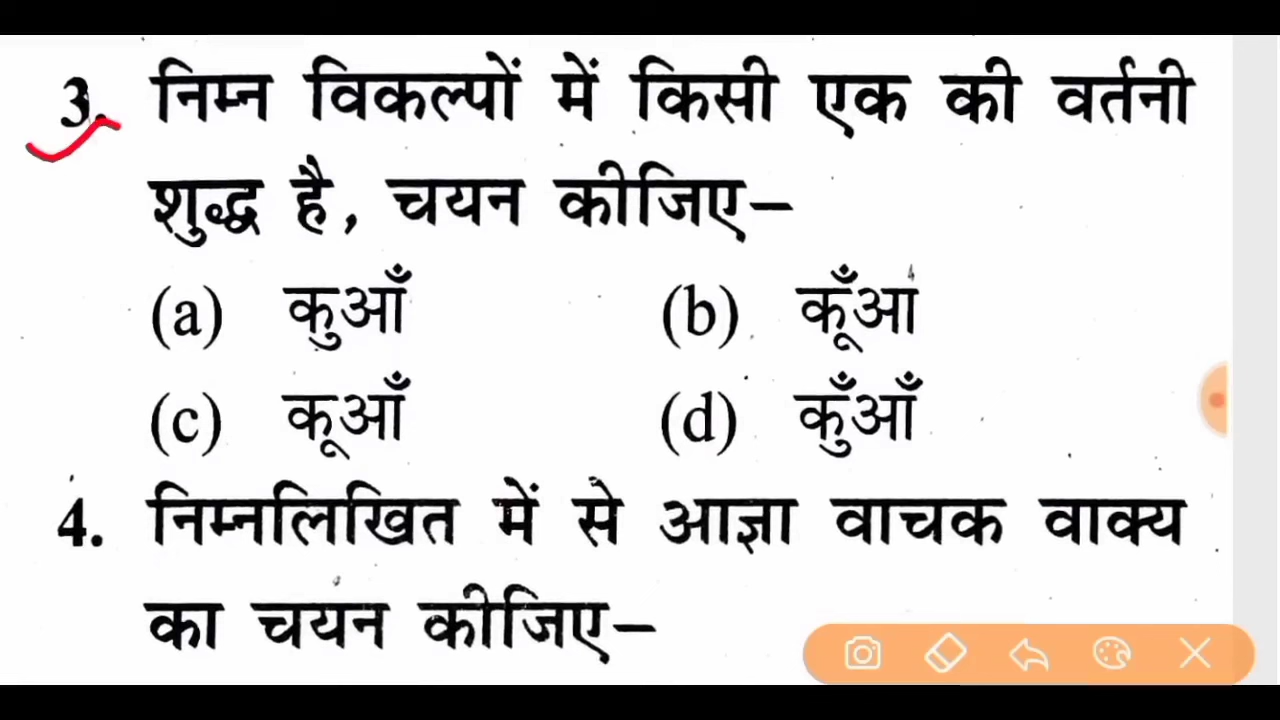 3. निम्न विकल्पों में किसी एक की वर्तनी
शुद्ध है, चयन कीजिए–
(a) कुआँ (b) कूँआ
(c) कूआँ (d) कुँआँ
4. निम्नलिखित में से आज्ञा वाचक वाक्य
का चयन कीजिए–